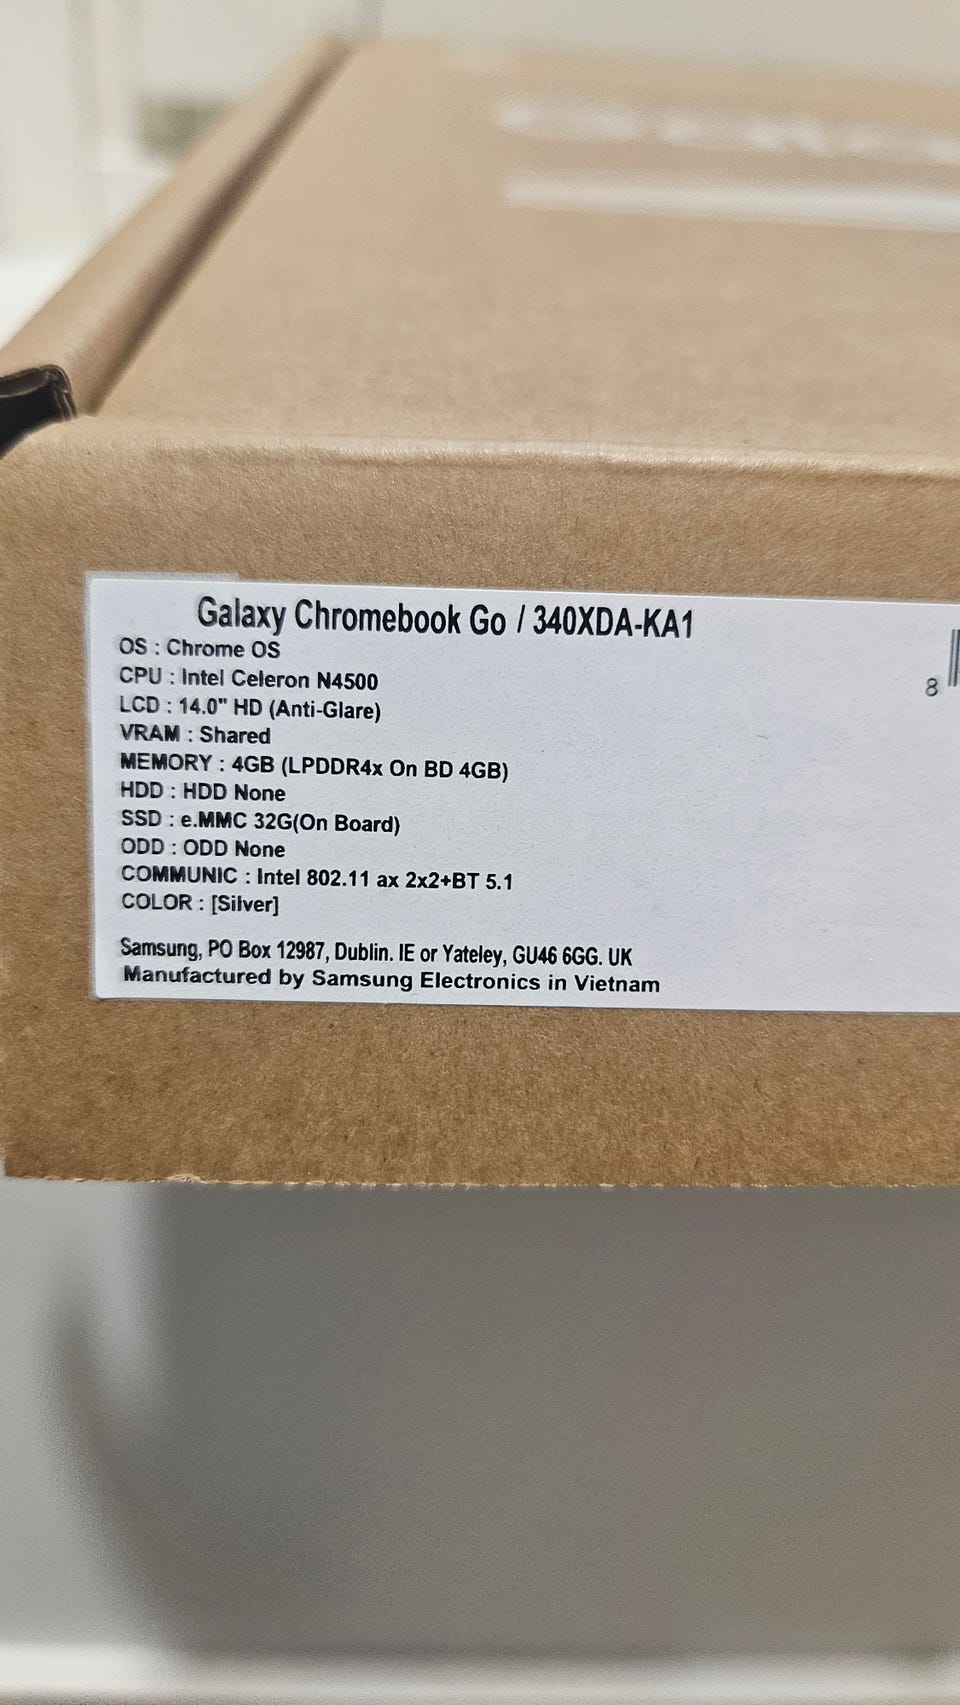 Galaxy Chromebook Go / 340XDA-KA1
OS : Chrome OS
CPU : Intel Celeron N4500
LCD : 14.0" HD (Anti-Glare)
VRAM : Shared
MEMORY : 4GB (LPDDR4x On BD 4GB)
HDD : HDD None
SSD : e.MMC 32G(On Board)
ODD : ODD None
COMMUNIC : Intel 802.11 ax 2x2+BT 5.1
COLOR : [Silver]
Samsung, PO Box 12987, Dublin. IE or Yateley, GU46 6GG. UK
Manufactured by Samsung Electronics in Vietnam
8